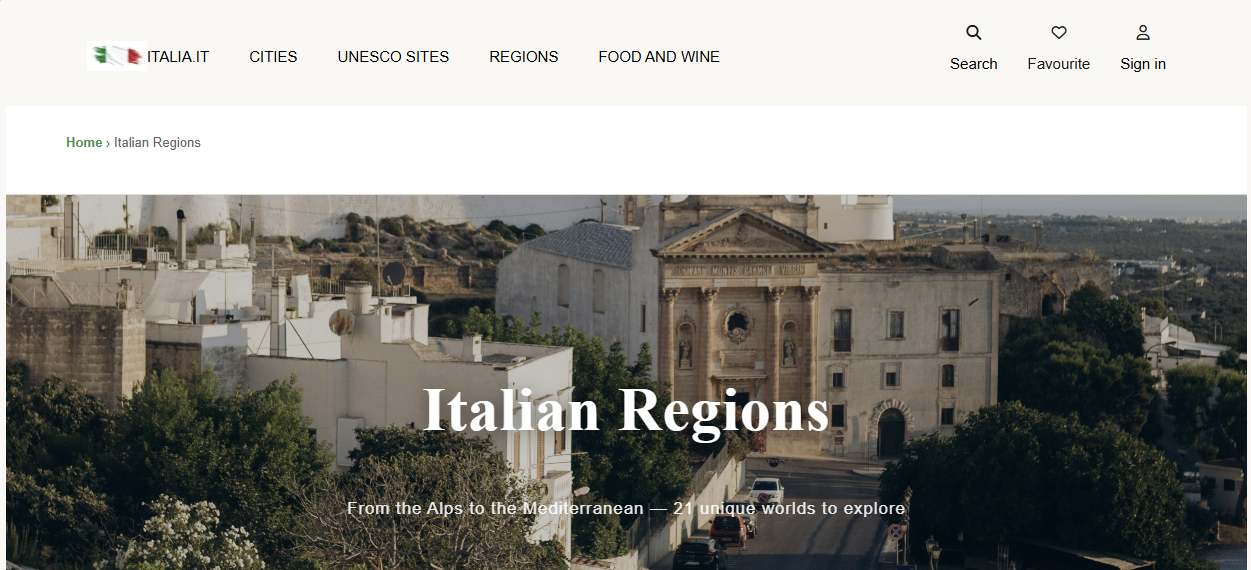 ITALIA.IT CITIES UNESCO SITES REGIONS FOOD AND WINE
Search Favourite Sign in
Home › Italian Regions
Italian Regions
From the Alps to the Mediterranean — 21 unique worlds to explore